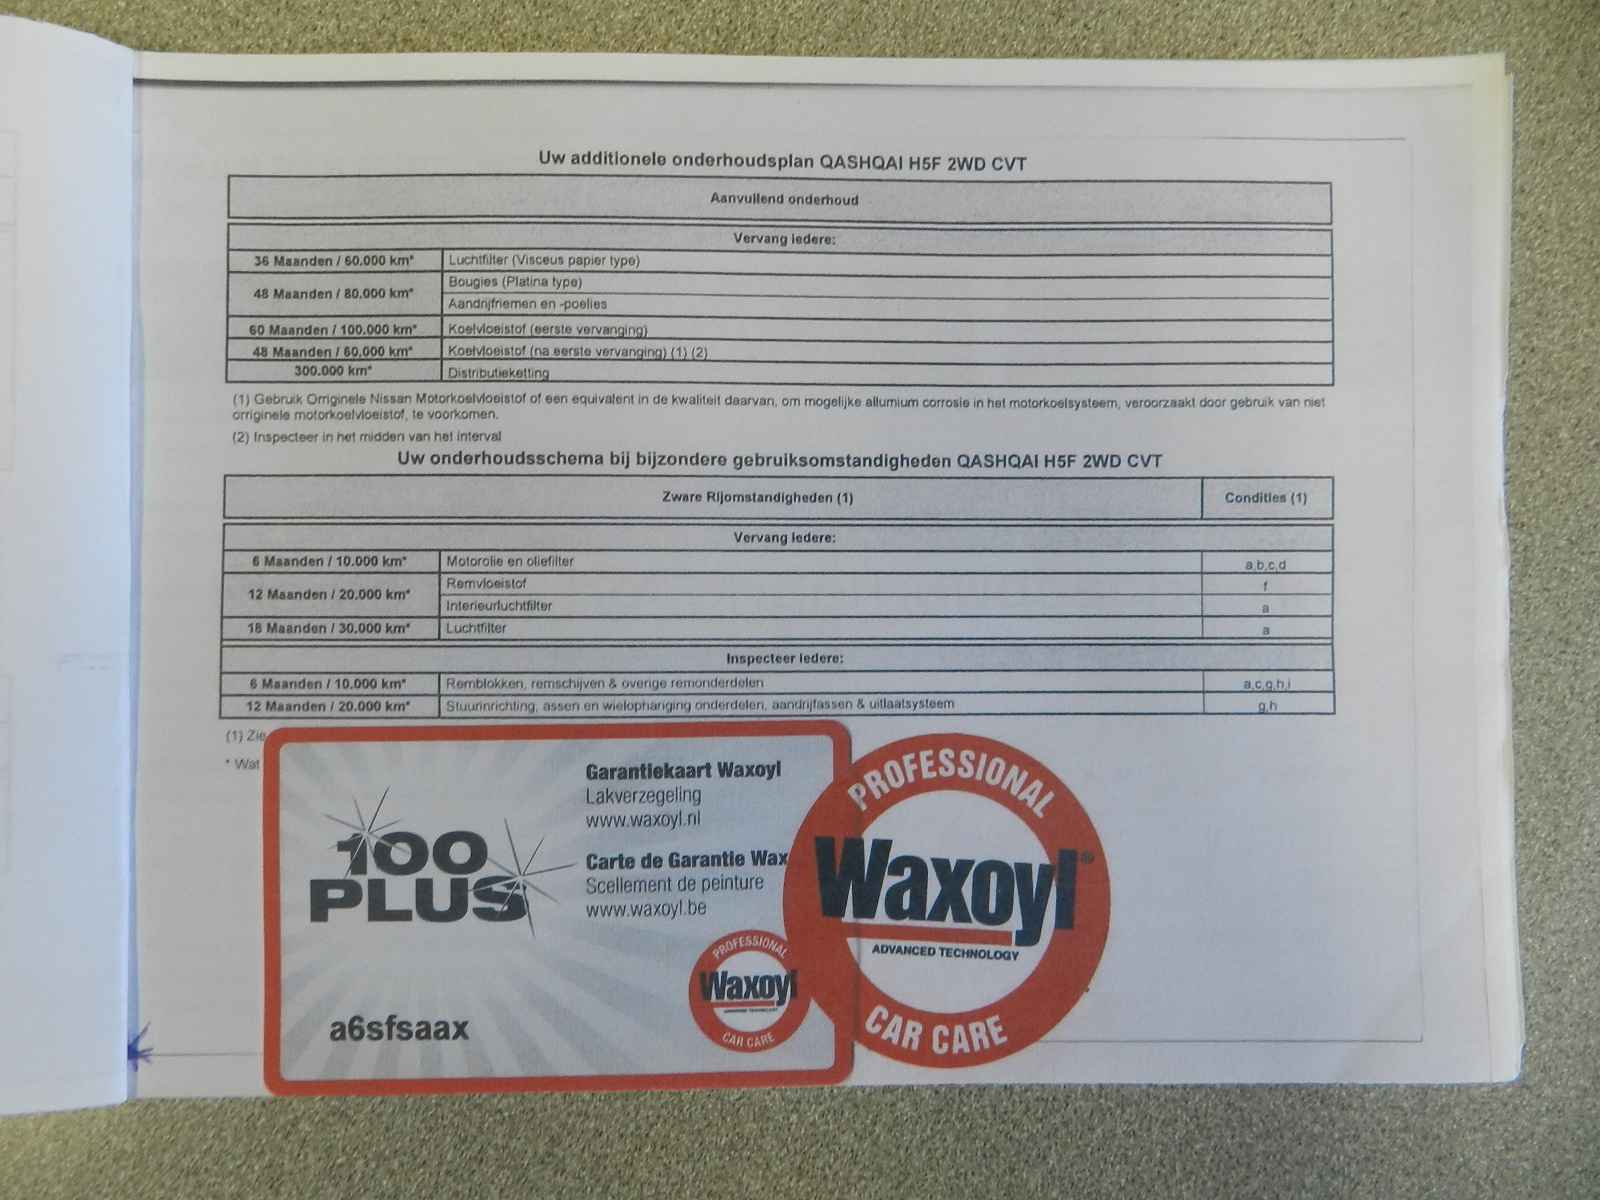 Uw additionele onderhoudsplan QASHQAI H5F 2WD CVT
Aanvullend onderhoud
Vervang iedere:
36 Maanden / 60.000 km* Luchtfilter (Visceus papier type)
48 Maanden / 80.000 km* Bougies (Platina type)
Aandrijfriemen en -poelies
60 Maanden / 100.000 km* Koelvloeistof (eerste vervanging)
48 Maanden / 60.000 km* Koelvloeistof (na eerste vervanging) (1) (2)
300.000 km* Distributieketting
(1) Gebruik Orriginele Nissan Motorkoelvloeistof of een equivalent in de kwaliteit daarvan, om mogelijke allumium corrosie in het motorkoelsysteem, veroorzaakt door gebruik van niet
orriginele motorkoelvloeistof, te voorkomen.
(2) Inspecteer in het midden van het interval
Uw onderhoudsschema bij bijzondere gebruiksomstandigheden QASHQAI H5F 2WD CVT
Zware Rijomstandigheden (1) Condities (1)
Vervang iedere:
6 Maanden / 10.000 km* Motorolie en oliefilter a,b,c,d
12 Maanden / 20.000 km* Remvloeistof f
Interieurluchtfilter a
18 Maanden / 30.000 km* Luchtfilter a
Inspecteer iedere:
6 Maanden / 10.000 km* Remblokken, remschijven & overige remonderdelen a,c,g,h,i
12 Maanden / 20.000 km* Stuurinrichting, assen en wielophanging onderdelen, aandrijfassen & uitlaatsysteem g,h
(1) Zie
* Wat
100
PLUS
a6sfsaax
Garantiekaart Waxoyl
Lakverzegeling
www.waxoyl.nl
Carte de Garantie Wax
Scellement de peinture
www.waxoyl.be
PROFESSIONAL
Waxoyl
ADVANCED TECHNOLOGY
CAR CARE
PROFESSIONAL
Waxoyl®
ADVANCED TECHNOLOGY
CAR CARE